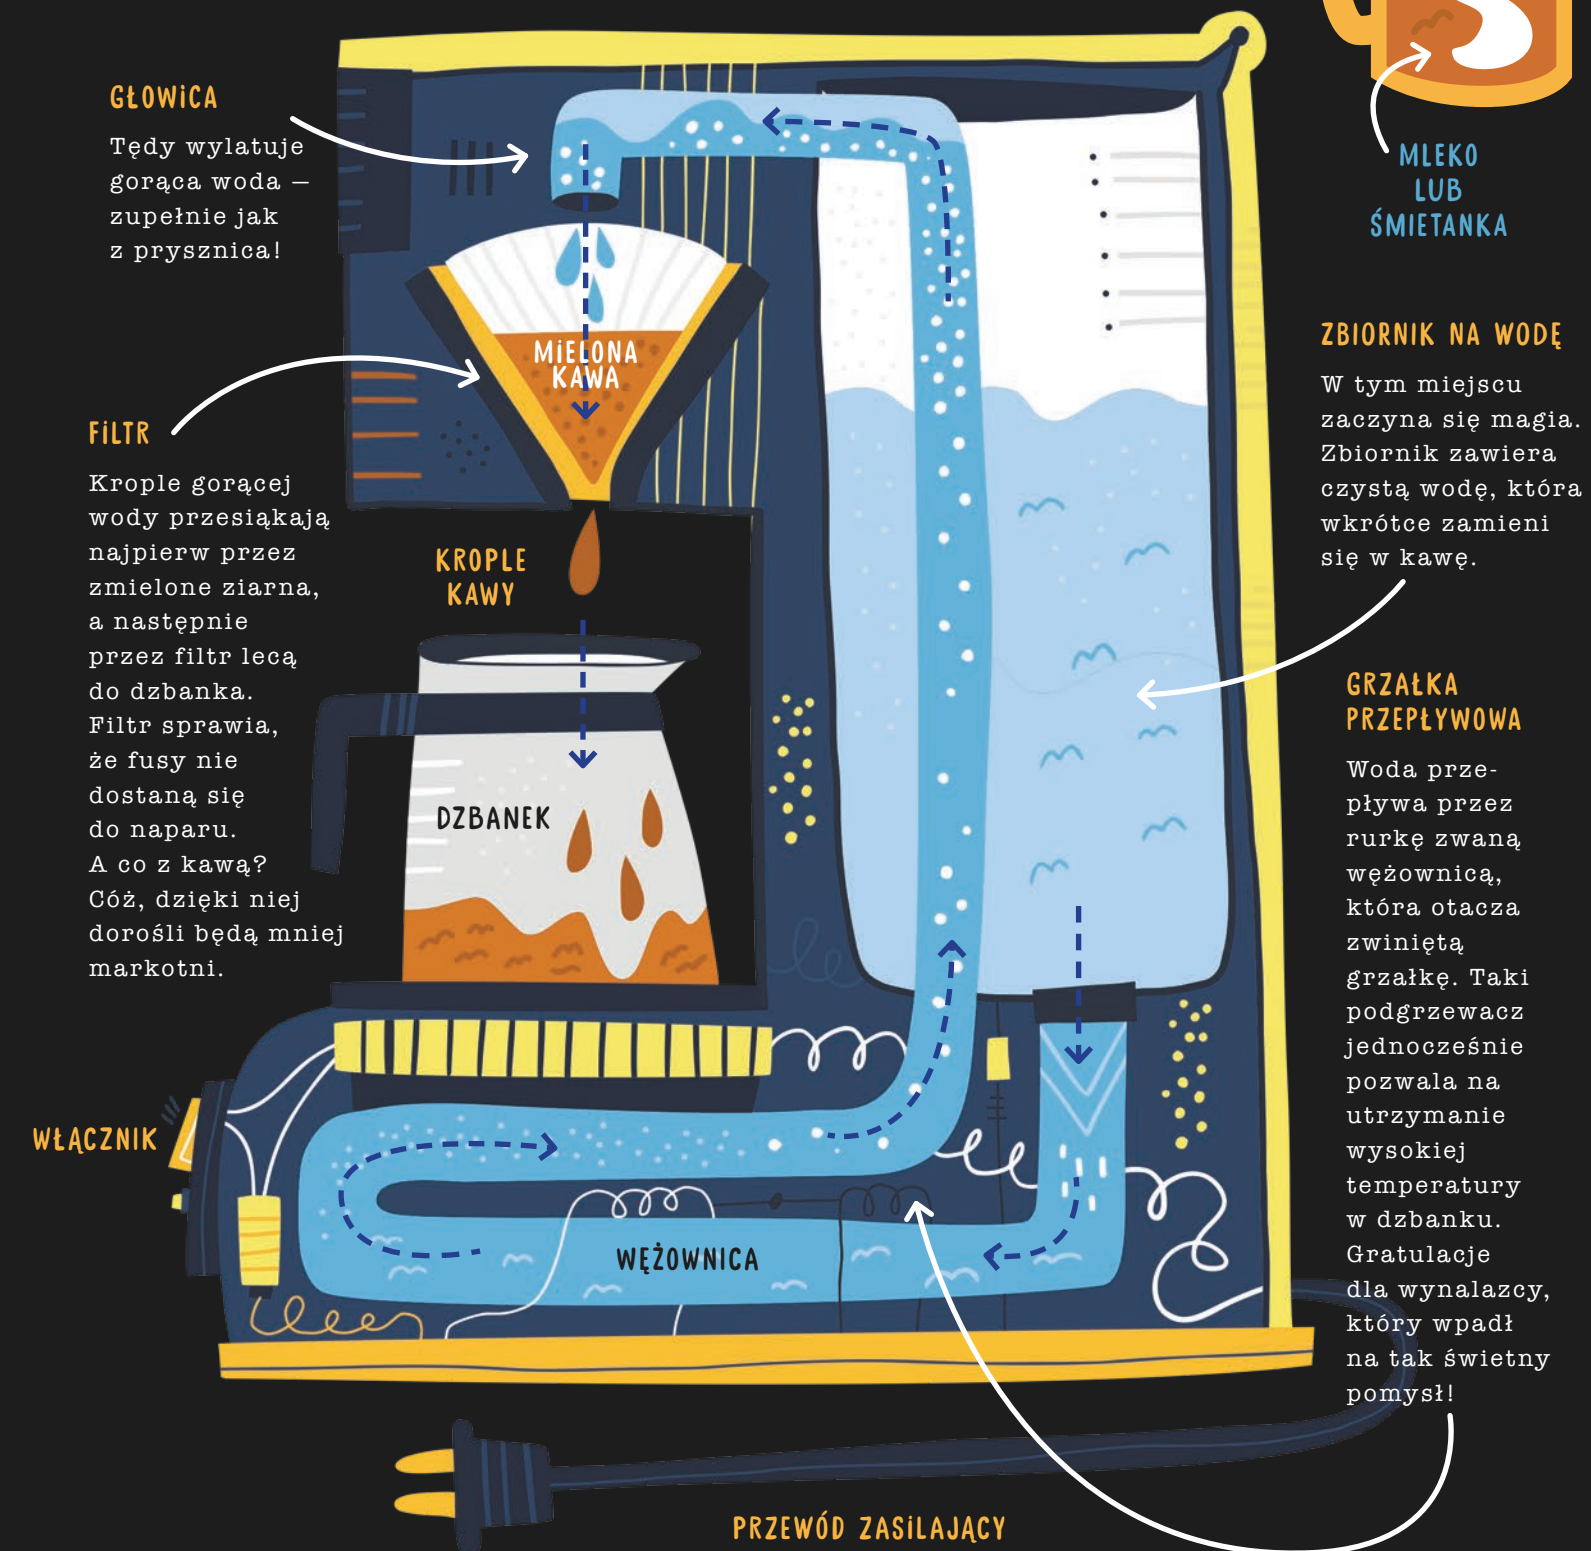 GŁOWICA
Tędy wylatuje
gorąca woda —
zupełnie jak
z prysznica!
MLEKO
LUB
ŚMIETANKA
MIELONA
KAWA
ZBIORNIK NA WODĘ
W tym miejscu
zaczyna się magia.
Zbiornik zawiera
czystą wodę, która
wkrótce zamieni
się w kawę.
FILTR
Krople gorącej
wody przesiąkają
najpierw przez
zmielone ziarna,
a następnie
przez filtr lecą
do dzbanka.
Filtr sprawia,
że fusy nie
dostaną się
do naparu.
A co z kawą?
Cóż, dzięki niej
dorośli będą mniej
markotni.
KROPLE
KAWY
DZBANEK
GRZAŁKA
PRZEPŁYWOWA
Woda prze-
pływa przez
rurkę zwaną
wężownicą,
która otacza
zwiniętą
grzałkę. Taki
podgrzewacz
jednocześnie
pozwala na
utrzymanie
wysokiej
temperatury
w dzbanku.
Gratulacje
dla wynalazcy,
który wpadł
na tak świetny
pomysł!
WŁĄCZNIK
WĘŻOWNICA
PRZEWÓD ZASILAJĄCY